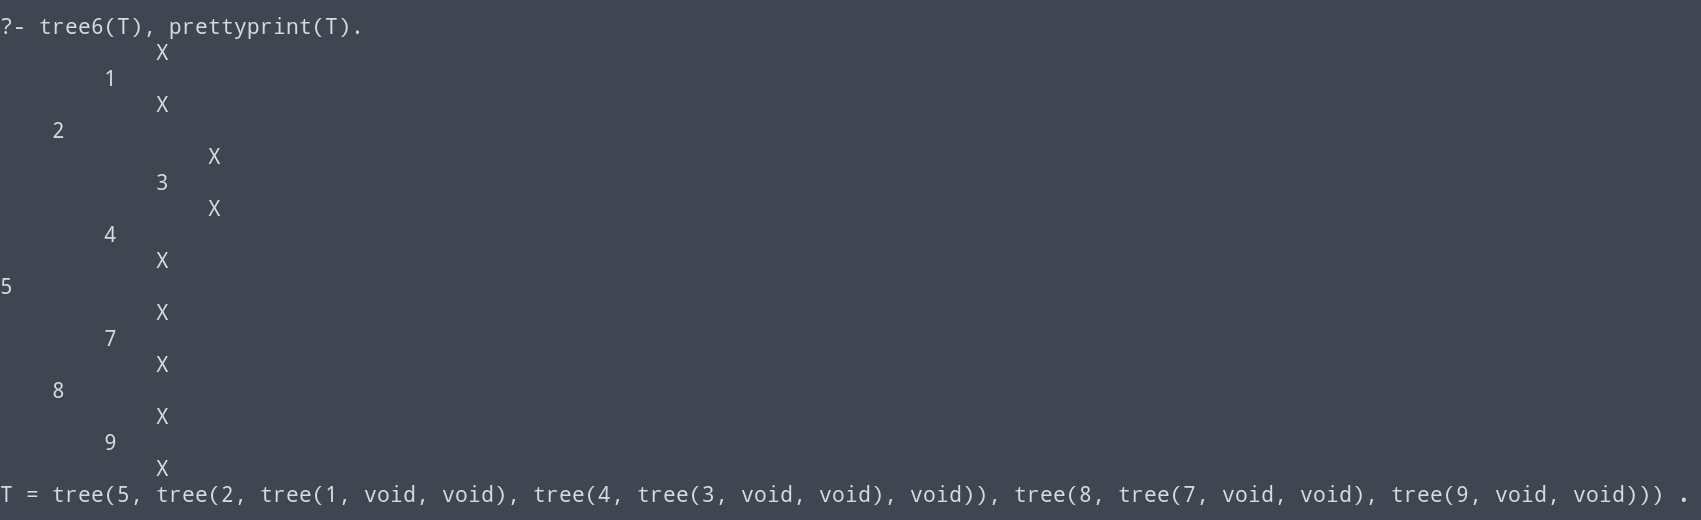 ?- tree6(T), prettyprint(T).
            X
        1
            X
    2
                X
            3
                X
        4
            X
5
            X
        7
            X
    8
            X
        9
            X
T = tree(5, tree(2, tree(1, void, void), tree(4, tree(3, void, void), void)), tree(8, tree(7, void, void), tree(9, void, void))) .